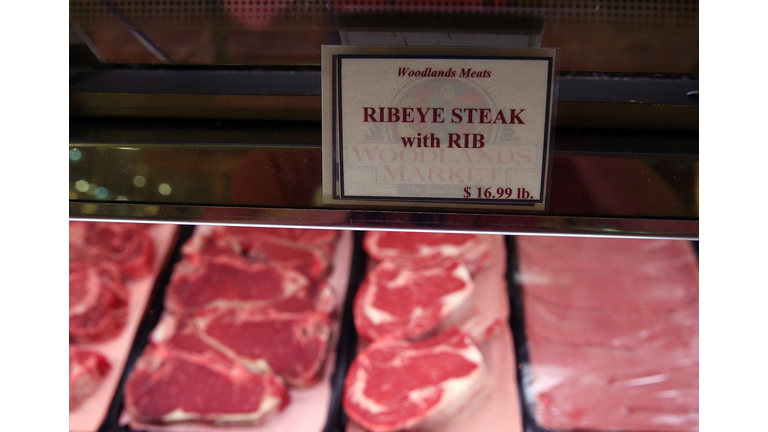 Woodlands Meats
RIBEYE STEAK
with RIB
WOODLANDS
MARKET
$ 16.99 lb.